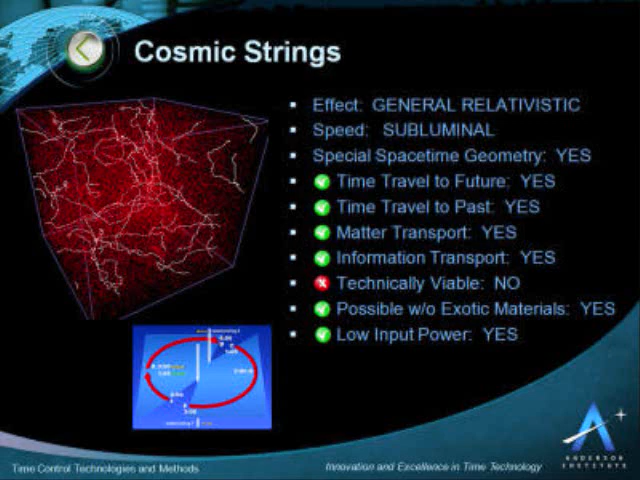 Cosmic Strings
Effect: GENERAL RELATIVISTIC
Speed: SUBLUMINAL
Special Spacetime Geometry: YES
Time Travel to Future: YES
Time Travel to Past: YES
Matter Transport: YES
Information Transport: YES
Technically Viable: NO
Possible w/o Exotic Materials: YES
Low Input Power: YES
ANDERSON
INSTITUTE
Time Control Technologies and Methods
Innovation and Excellence in Time Technology